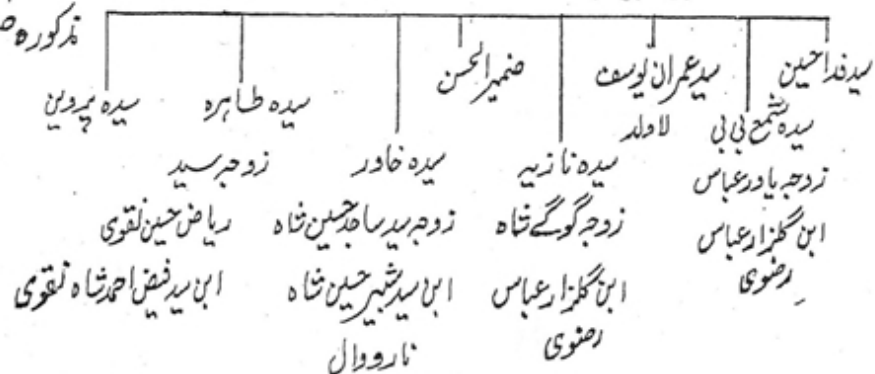 مذکورہ
سید فدا حسین
سیدہ شمع بی بی
زوجہ یاور عباس
ابن گلزار عباس
رضوی
سید عمران یوسف
لاولد
سیدہ نازیہ
زوجہ گوگے شاہ
ابن گلزار عباس
رضوی
ضمیر الحسن
سیدہ خاور
زوجہ سید ساجد حسین شاہ
ابن سید شبیر حسین شاہ
نارووال
سیدہ طاہرہ
زوجہ سید
ریاض حسین نقوی
ابن سید فیض احمد شاہ نقوی
سیدہ پروین